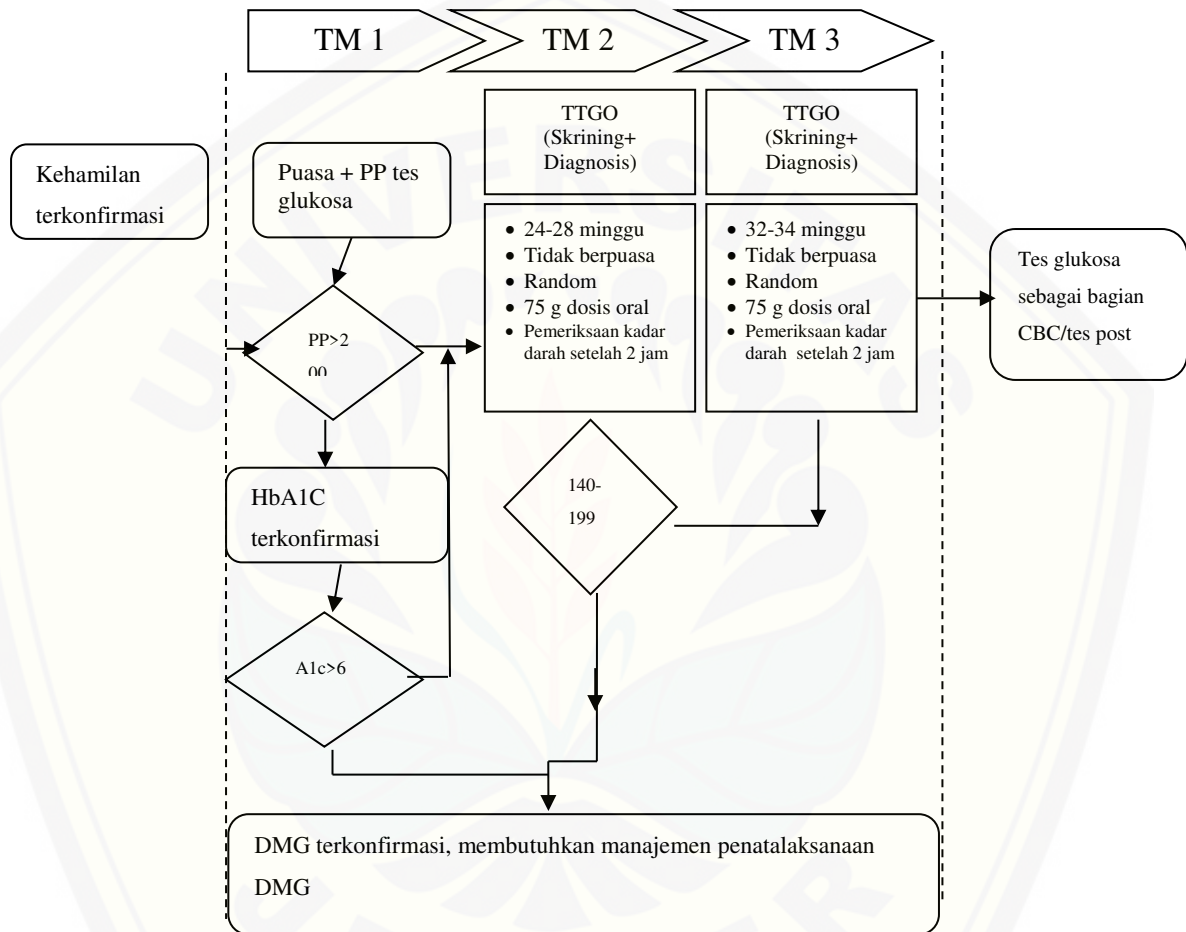 TM 1
TM 2
TM 3
Kehamilan
terkonfirmasi
Puasa + PP tes
glukosa
PP>2
00
HbA1C
terkonfirmasi
A1c>6
TTGO
(Skrining+
Diagnosis)
• 24-28 minggu
• Tidak berpuasa
• Random
• 75 g dosis oral
• Pemeriksaan kadar
darah setelah 2 jam
140-
199
TTGO
(Skrining+
Diagnosis)
• 32-34 minggu
• Tidak berpuasa
• Random
• 75 g dosis oral
• Pemeriksaan kadar
darah setelah 2 jam
Tes glukosa
sebagai bagian
CBC/tes post
DMG terkonfirmasi, membutuhkan manajemen penatalaksanaan
DMG
UNIVERSITAS